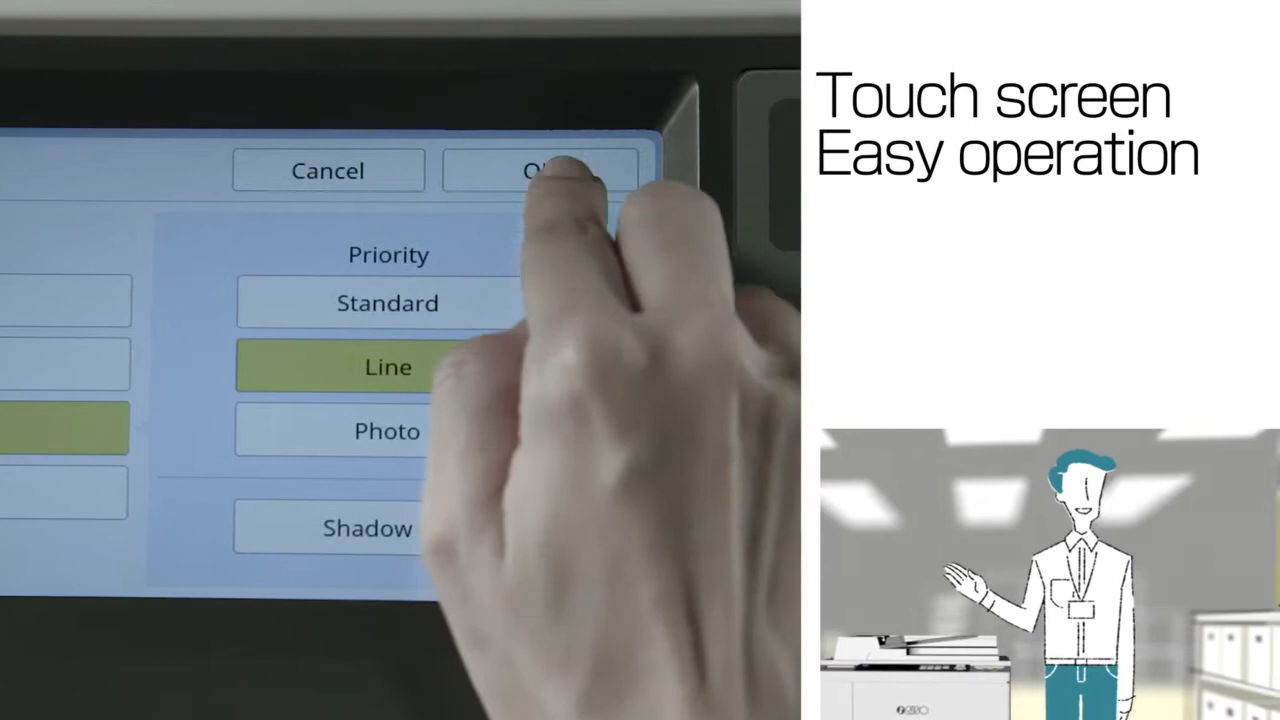 Touch screen
Easy operation
Cancel
Priority
Standard
Line
Photo
Shadow